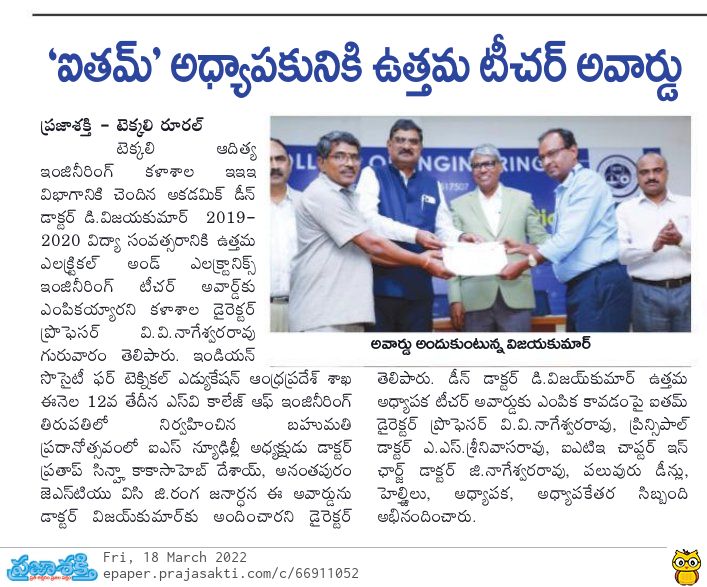 ‘ఐతమ్’ అధ్యాపకునికి ఉత్తమ టీచర్ అవార్డు
ప్రజాశక్తి - టెక్కలి రూరల్
టెక్కలి ఆదిత్య
ఇంజినీరింగ్ కళాశాల ఇఇఇ
విభాగానికి చెందిన అకడమిక్ డీన్
డాక్టర్ డి.విజయకుమార్ 2019-
2020 విద్యా సంవత్సరానికి ఉత్తమ
ఎలక్ట్రికల్ అండ్ ఎలక్ట్రానిక్స్
ఇంజినీరింగ్ టీచర్ అవార్డ్‌కు
ఎంపికయ్యారని కళాశాల డైరెక్టర్
ప్రొఫెసర్ వి.వి.నాగేశ్వరరావు
గురువారం తెలిపారు. ఇండియన్
సొసైటీ ఫర్ టెక్నికల్ ఎడ్యుకేషన్ ఆంధ్రప్రదేశ్ శాఖ
ఈనెల 12వ తేదీన ఎస్‌వి కాలేజ్ ఆఫ్ ఇంజినీరింగ్
తిరుపతిలో నిర్వహించిన బహుమతి
ప్రదానోత్సవంలో ఐఎస్ న్యూఢిల్లీ అధ్యక్షుడు డాక్టర్
ప్రతాప్ సిన్హా కాకాసాహెబ్ దేశాయ్, అనంతపురం
జెఎన్‌టియు విసి జి.రంగ జనార్ధన ఈ అవార్డును
డాక్టర్ విజయ్‌కుమార్‌కు అందించారని డైరెక్టర్
OLLE OF ENGINEERING
517507
అవార్డు అందుకుంటున్న విజయకుమార్
తెలిపారు. డీన్ డాక్టర్ డి.విజయ్‌కుమార్ ఉత్తమ
అధ్యాపక టీచర్ అవార్డుకు ఎంపిక కావడంపై ఐతమ్
డైరెక్టర్ ప్రొఫెసర్ వి.వి.నాగేశ్వరరావు, ప్రిన్సిపాల్
డాక్టర్ ఎ.ఎస్.శ్రీనివాసరావు, ఐఎటిఇ చాప్టర్ ఇన్
ఛార్జ్ డాక్టర్ జి.నాగేశ్వరరావు, పలువురు డీన్లు,
హెచ్ఒడిలు, అధ్యాపక, అధ్యాపకేతర సిబ్బంది
అభినందించారు.
ప్రజాశక్తి
Fri, 18 March 2022
epaper.prajasakti.com/c/66911052